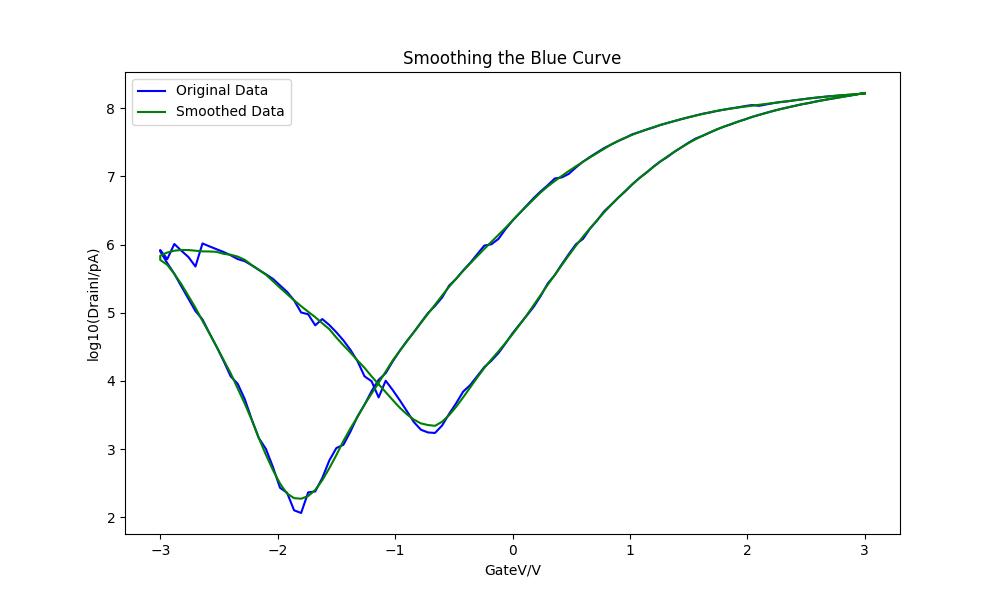 Smoothing the Blue Curve
Original Data
Smoothed Data
8
7
6
5
4
3
2
log10(DrainI/pA)
−3
−2
−1
0
1
2
3
GateV/V